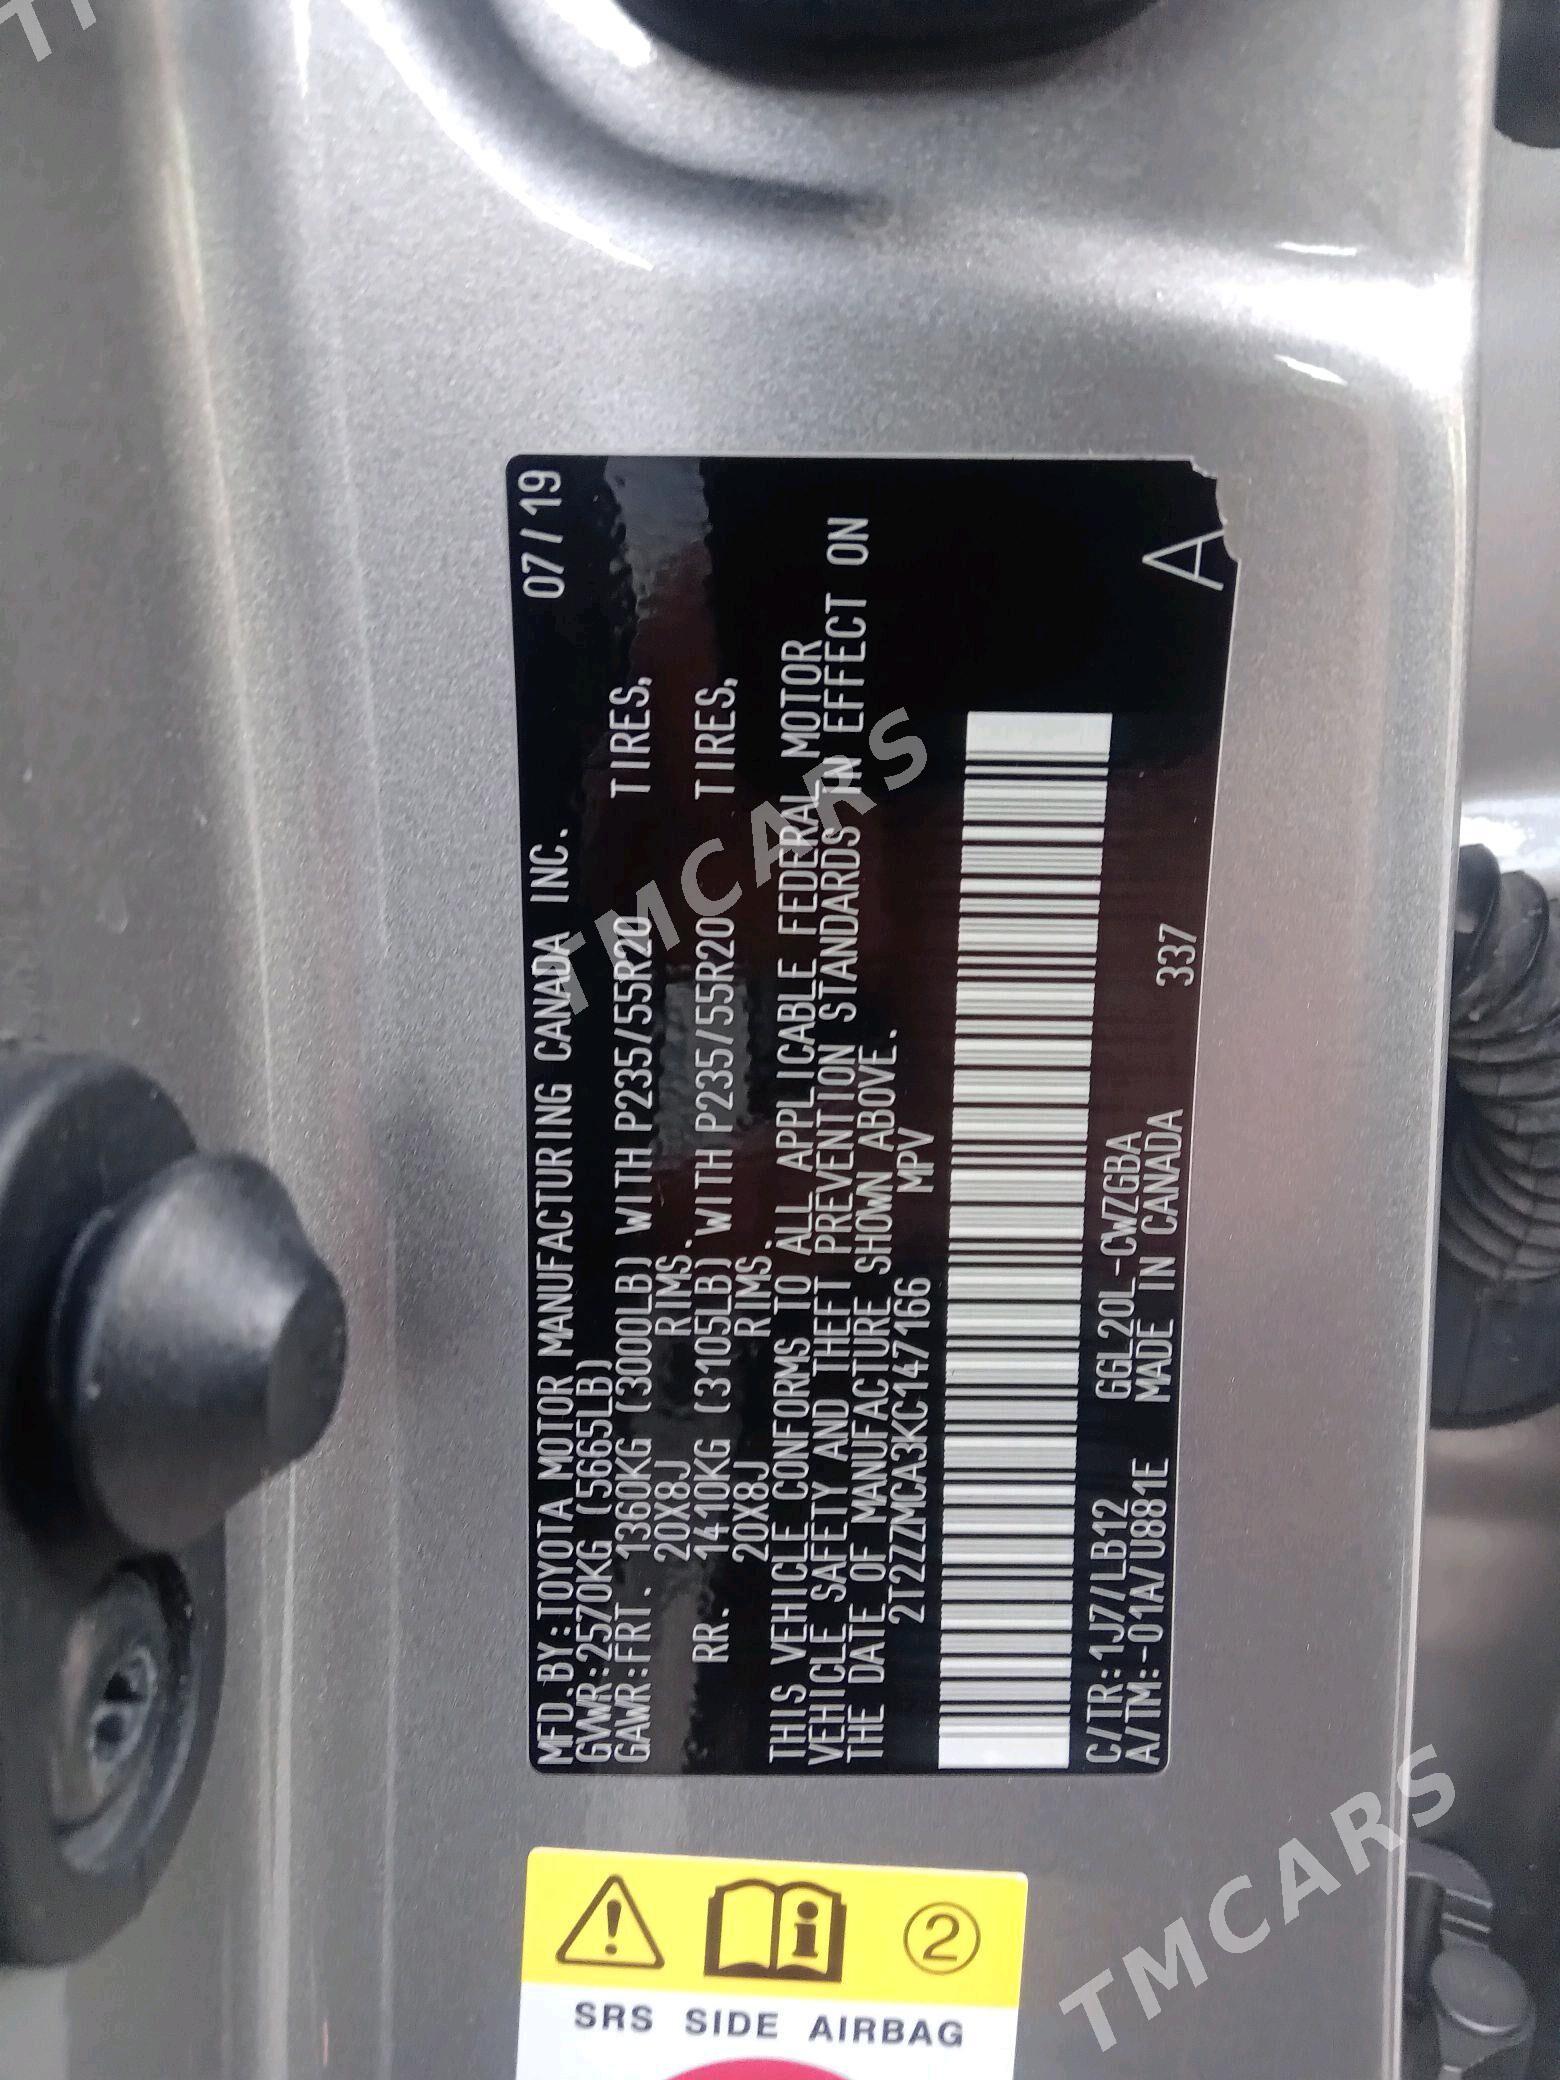 MFD.BY:TOYOTA MOTOR MANUFACTURING CANADA INC. 07/19
GVWR:2570KG (5665LB)
GAWR:FRT. 1360KG (3000LB) WITH P235/55R20 TIRES,
20X8J RIMS.
RR. 1410KG (3105LB) WITH P235/55R20 TIRES,
20X8J RIMS.
THIS VEHICLE CONFORMS TO ALL APPLICABLE FEDERAL MOTOR
VEHICLE SAFETY AND THEFT PREVENTION STANDARDS IN EFFECT ON
THE DATE OF MANUFACTURE SHOWN ABOVE.
2T2ZZMCA3KC147166 MPV
C/TR:1J7/LB12 GGL20L-CWZGBA
A/TM:-01A/U881E MADE IN CANADA 337
A
2
SRS SIDE AIRBAG
TMCARS
TMCARS